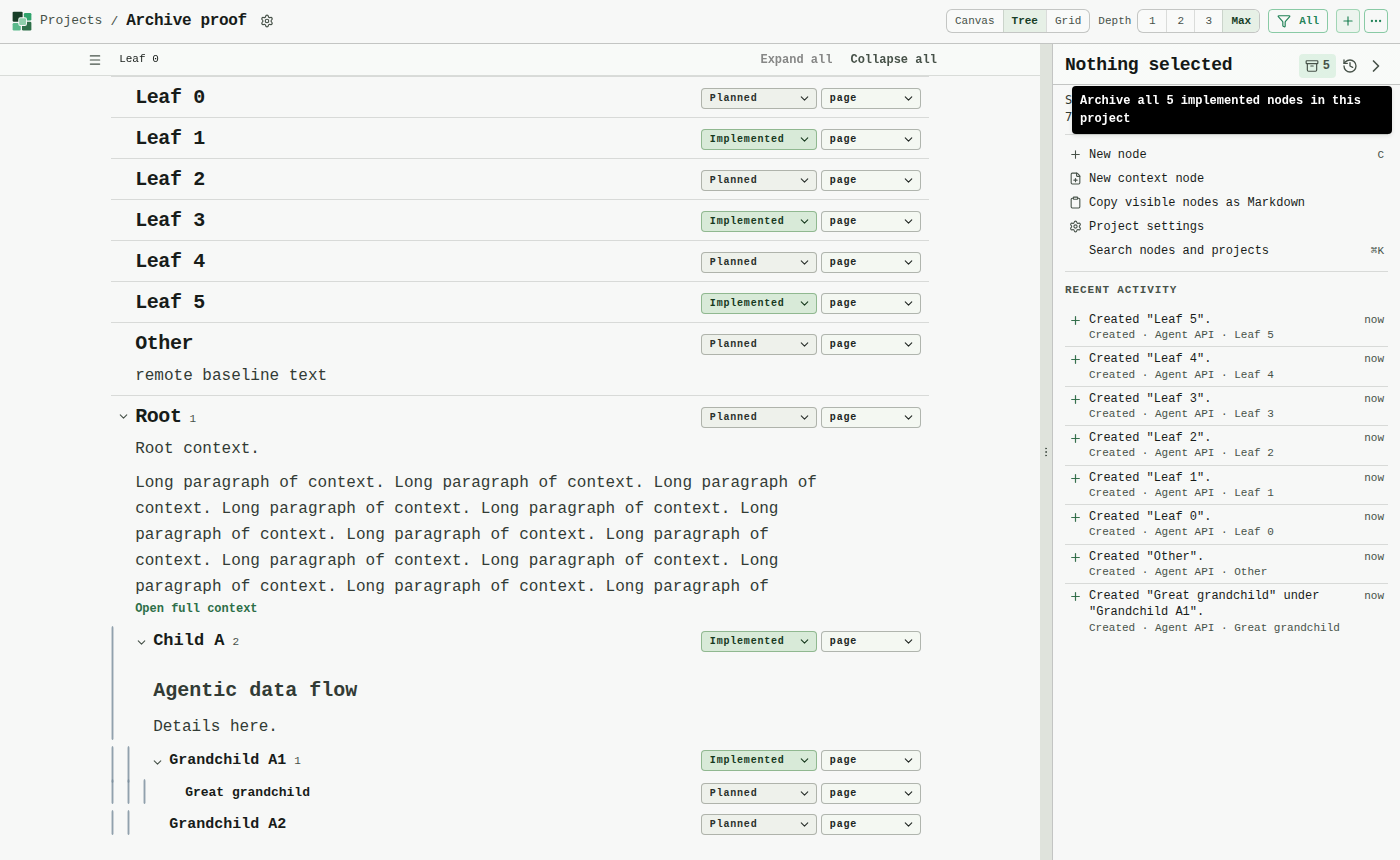 Projects / Archive proof
Canvas Tree Grid Depth 1 2 3 Max All
Leaf 0
Expand all Collapse all
Leaf 0 Planned page
Leaf 1 Implemented page
Leaf 2 Planned page
Leaf 3 Implemented page
Leaf 4 Planned page
Leaf 5 Implemented page
Other Planned page
remote baseline text
Root 1 Planned page
Root context.
Long paragraph of context. Long paragraph of context. Long paragraph of
context. Long paragraph of context. Long paragraph of context. Long
paragraph of context. Long paragraph of context. Long paragraph of
context. Long paragraph of context. Long paragraph of context. Long
paragraph of context. Long paragraph of context. Long paragraph of
Open full context
Child A 2 Implemented page
Agentic data flow
Details here.
Grandchild A1 1 Implemented page
Great grandchild Planned page
Grandchild A2 Planned page
Nothing selected 5
Archive all 5 implemented nodes in this
project
New node C
New context node
Copy visible nodes as Markdown
Project settings
Search nodes and projects ⌘K
RECENT ACTIVITY
Created "Leaf 5". now
Created · Agent API · Leaf 5
Created "Leaf 4". now
Created · Agent API · Leaf 4
Created "Leaf 3". now
Created · Agent API · Leaf 3
Created "Leaf 2". now
Created · Agent API · Leaf 2
Created "Leaf 1". now
Created · Agent API · Leaf 1
Created "Leaf 0". now
Created · Agent API · Leaf 0
Created "Other". now
Created · Agent API · Other
Created "Great grandchild" under now
"Grandchild A1".
Created · Agent API · Great grandchild